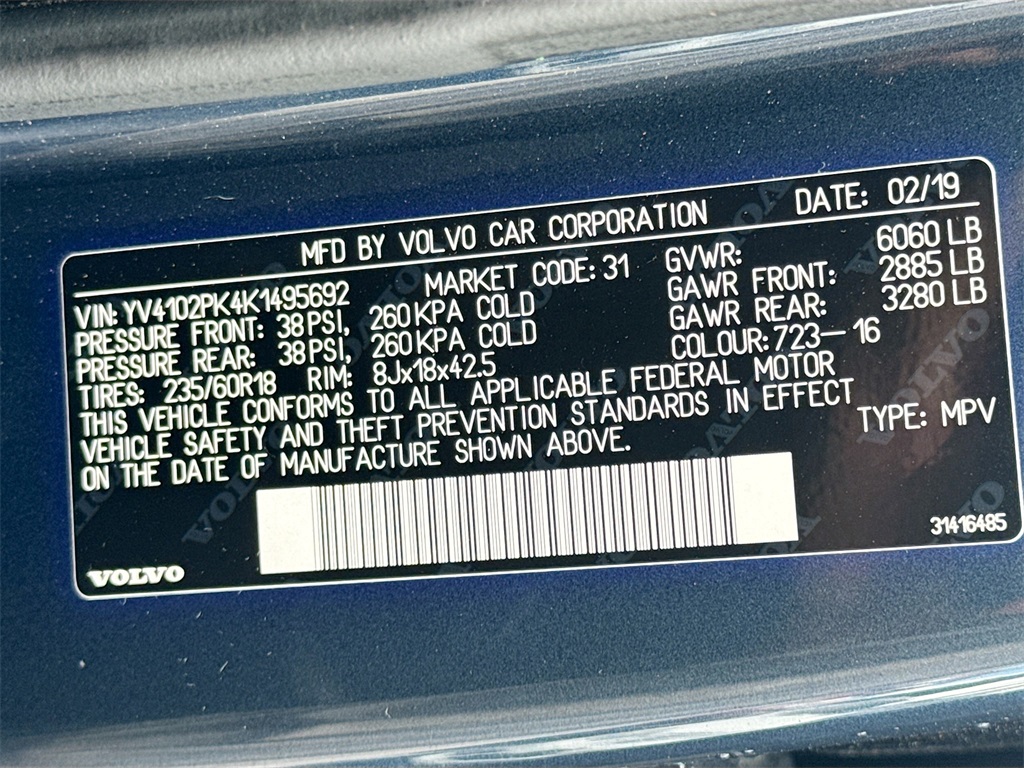 MFD BY VOLVO CAR CORPORATION DATE: 02/19
VIN: YV4102PK4K1495692 MARKET CODE: 31 GVWR: 6060 LB
PRESSURE FRONT: 38 PSI, 260 KPA COLD GAWR FRONT: 2885 LB
PRESSURE REAR: 38 PSI, 260 KPA COLD GAWR REAR: 3280 LB
TIRES: 235/60R18 RIM: 8Jx18x42.5 COLOUR: 723-16
THIS VEHICLE CONFORMS TO ALL APPLICABLE FEDERAL MOTOR
VEHICLE SAFETY AND THEFT PREVENTION STANDARDS IN EFFECT
ON THE DATE OF MANUFACTURE SHOWN ABOVE. TYPE: MPV
31416485
VOLVO